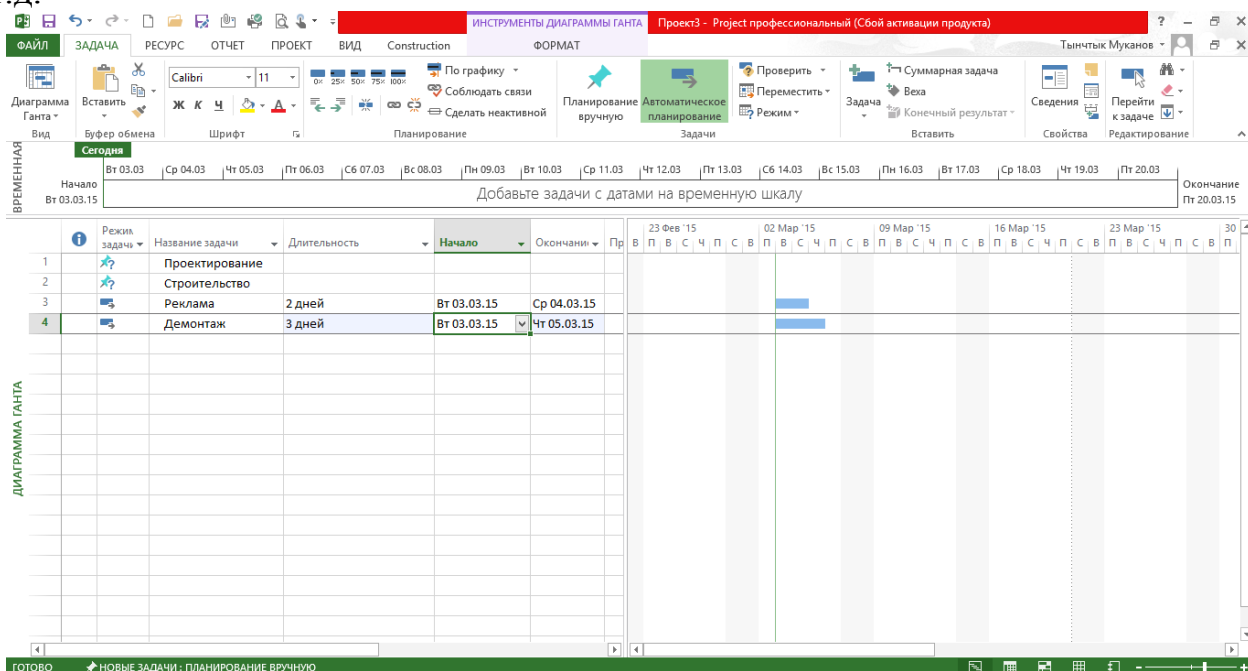 т.д.
ИНСТРУМЕНТЫ ДИАГРАММЫ ГАНТА Проект3 - Project профессиональный (Сбой активации продукта)
ФАЙЛ ЗАДАЧА РЕСУРС ОТЧЕТ ПРОЕКТ ВИД Construction ФОРМАТ Тынчтык Муканов
Диаграмма Ганта
Вставить
Calibri 11
Ж К Ч
0× 25× 50× 75× 100×
По графику
Соблюдать связи
Сделать неактивной
Планирование вручную
Автоматическое планирование
Проверить
Переместить
Режим
Задача
Суммарная задача
Веха
Конечный результат
Сведения
Перейти к задаче
Вид Буфер обмена Шрифт Планирование Задачи Вставить Свойства Редактирование
ВРЕМЕННАЯ
Сегодня
Вт 03.03 Ср 04.03 Чт 05.03 Пт 06.03 Сб 07.03 Вс 08.03 Пн 09.03 Вт 10.03 Ср 11.03 Чт 12.03 Пт 13.03 Сб 14.03 Вс 15.03 Пн 16.03 Вт 17.03 Ср 18.03 Чт 19.03 Пт 20.03
Начало
Вт 03.03.15
Добавьте задачи с датами на временную шкалу
Окончание
Пт 20.03.15
Режим задачи Название задачи Длительность Начало Окончани Пр
23 Фев '15 02 Мар '15 09 Мар '15 16 Мар '15 23 Мар '15 30
В П В С Ч П С В П В С Ч П С В П В С Ч П С В П В С Ч П С В П В С Ч П С В П
1 Проектирование
2 Строительство
3 Реклама 2 дней Вт 03.03.15 Ср 04.03.15
4 Демонтаж 3 дней Вт 03.03.15 Чт 05.03.15
ДИАГРАММА ГАНТА
ГОТОВО НОВЫЕ ЗАДАЧИ : ПЛАНИРОВАНИЕ ВРУЧНУЮ